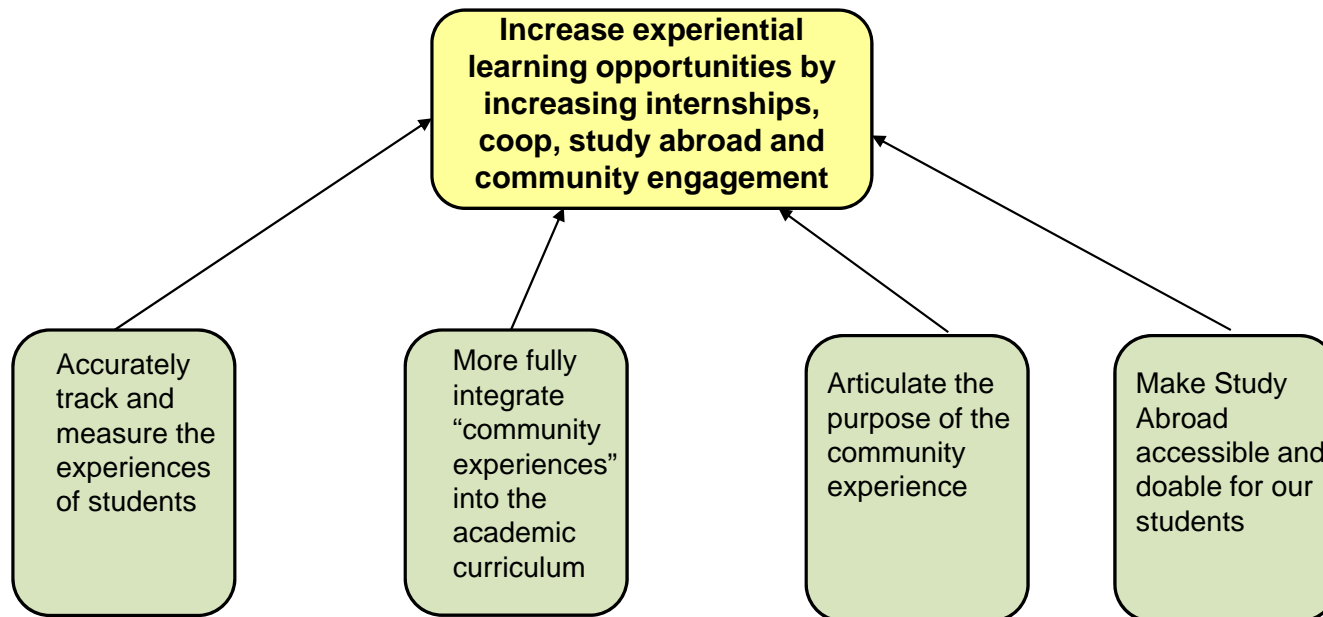 Increase experiential
learning opportunities by
increasing internships,
coop, study abroad and
community engagement
Accurately
track and
measure the
experiences
of students
More fully
integrate
“community
experiences”
into the
academic
curriculum
Articulate the
purpose of the
community
experience
Make Study
Abroad
accessible and
doable for our
students